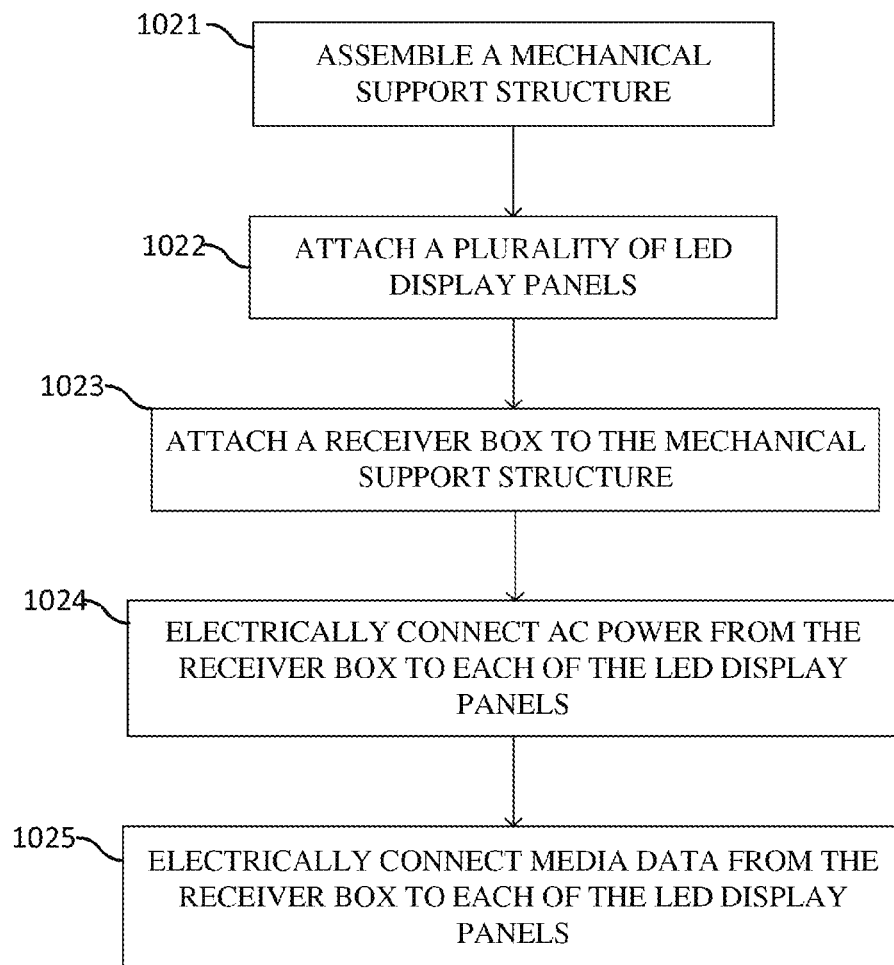 1021
ASSEMBLE A MECHANICAL
SUPPORT STRUCTURE
1022
ATTACH A PLURALITY OF LED
DISPLAY PANELS
1023
ATTACH A RECEIVER BOX TO THE MECHANICAL
SUPPORT STRUCTURE
1024
ELECTRICALLY CONNECT AC POWER FROM THE
RECEIVER BOX TO EACH OF THE LED DISPLAY
PANELS
1025
ELECTRICALLY CONNECT MEDIA DATA FROM THE
RECEIVER BOX TO EACH OF THE LED DISPLAY
PANELS